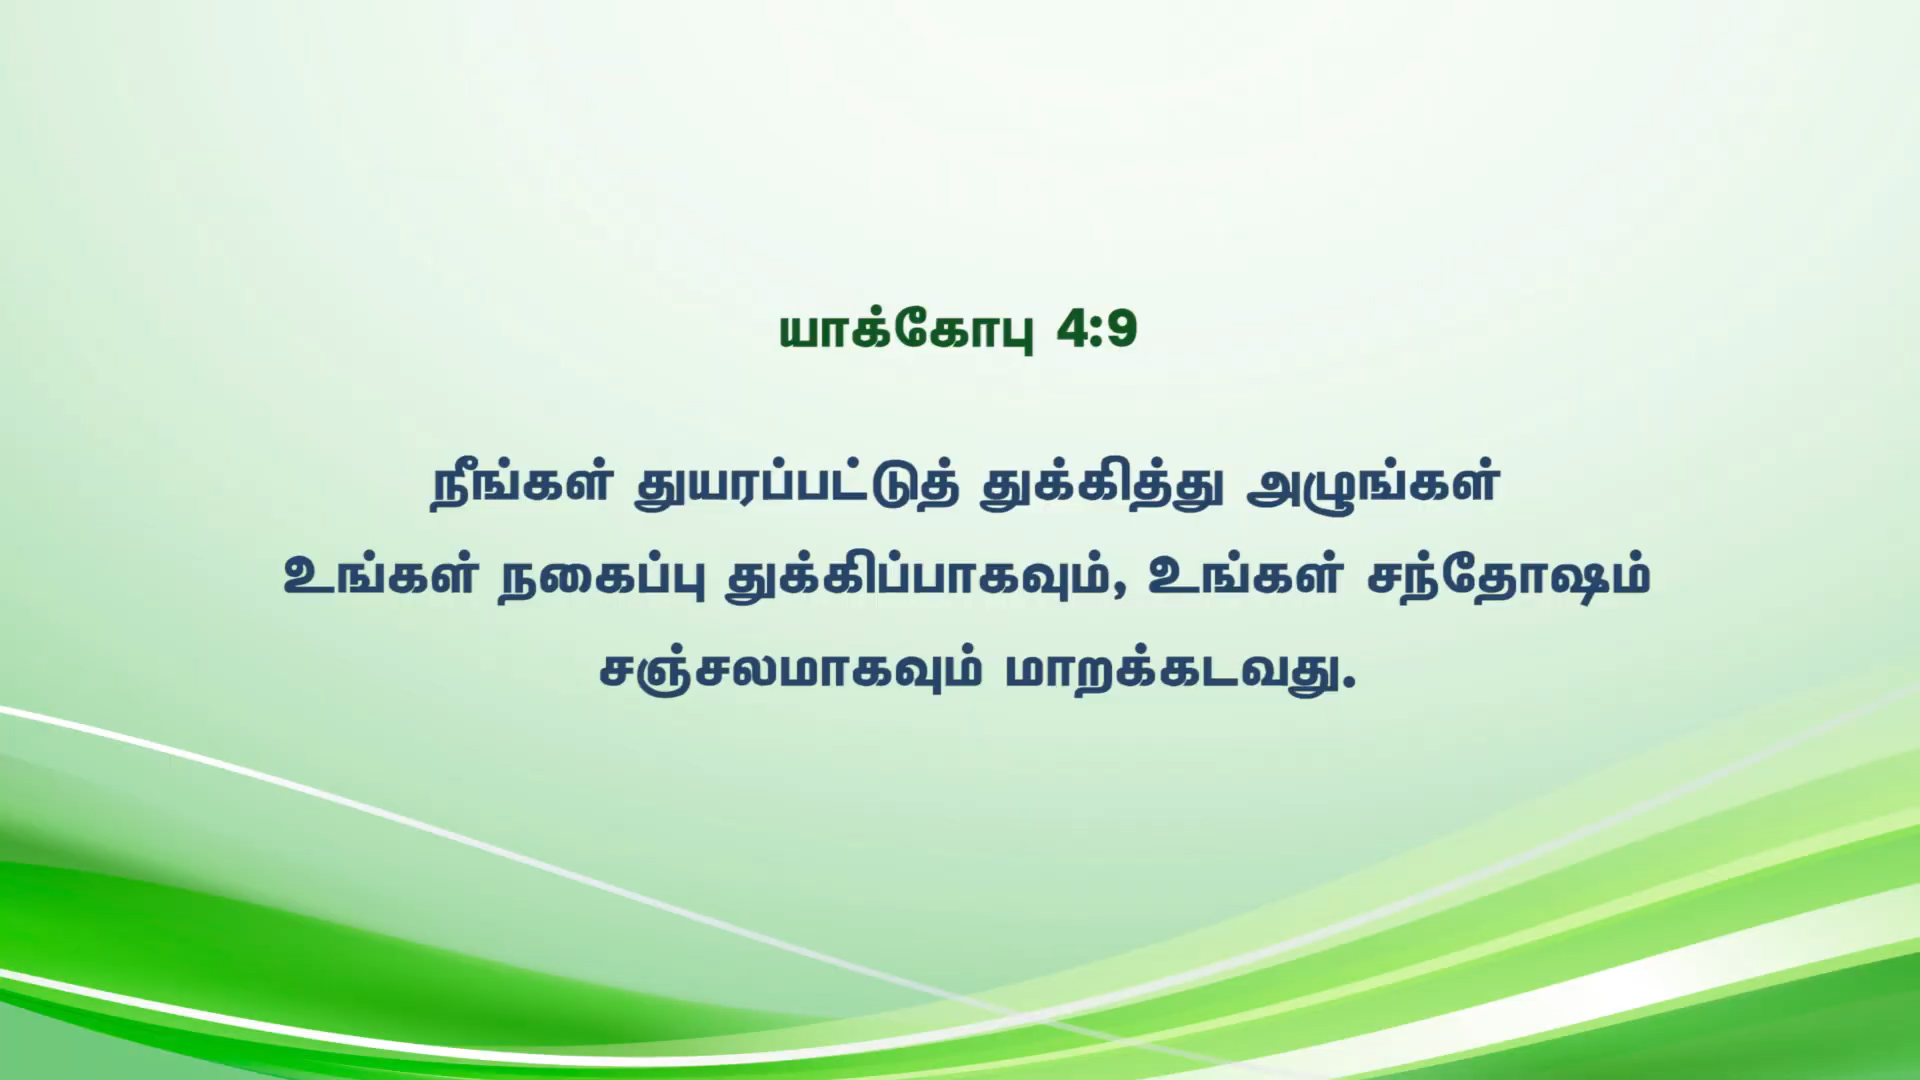 யாக்கோபு 4:9
நீங்கள் துயரப்பட்டுத் துக்கித்து அழுங்கள்
உங்கள் நகைப்பு துக்கிப்பாகவும், உங்கள் சந்தோஷம்
சஞ்சலமாகவும் மாறக்கடவது.